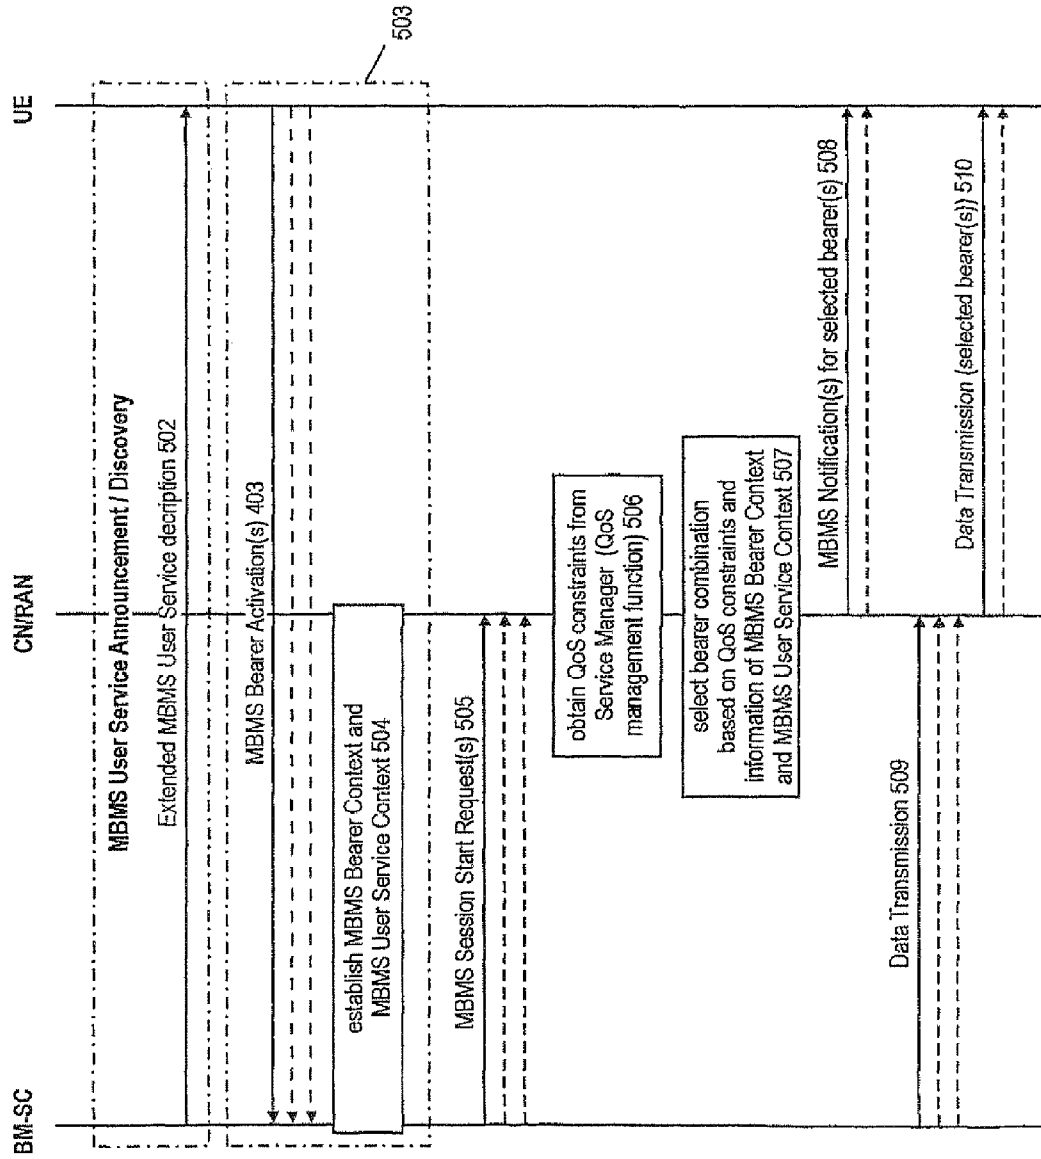 BM-SC
CN/RAN
UE
MBMS User Service Announcement / Discovery
Extended MBMS User Service decription 502
MBMS Bearer Activation(s) 403
503
establish MBMS Bearer Context and
MBMS User Service Context 504
MBMS Session Start Request(s) 505
obtain QoS constraints from
Service Manager (QoS
management function) 506
select bearer combination
based on QoS constraints and
information of MBMS Bearer Context
and MBMS User Service Context 507
MBMS Notification(s) for selected bearer(s) 508
Data Transmission 509
Data Transmission (selected bearer(s)) 510